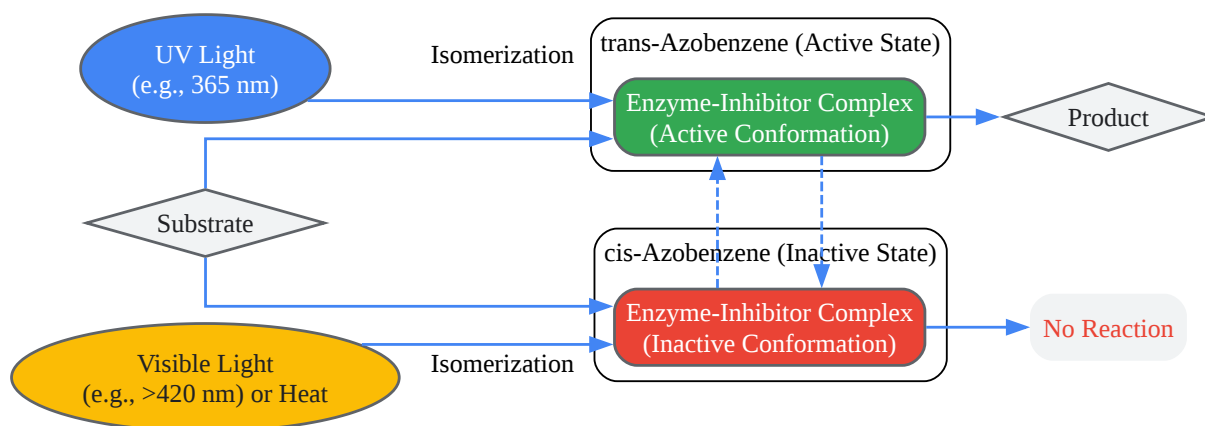 UV Light
(e.g., 365 nm)
Isomerization
trans-Azobenzene (Active State)
Enzyme-Inhibitor Complex
(Active Conformation)
Product
Substrate
cis-Azobenzene (Inactive State)
Enzyme-Inhibitor Complex
(Inactive Conformation)
No Reaction
Visible Light
(e.g., >420 nm) or Heat
Isomerization